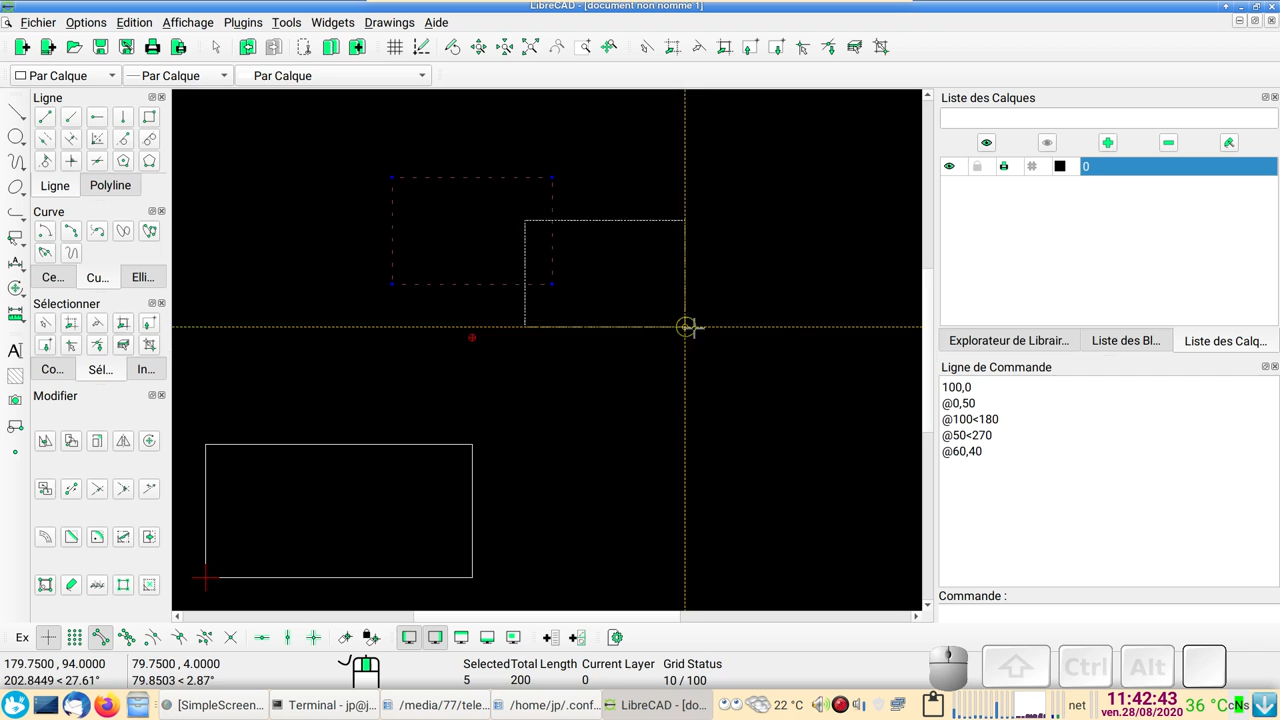 LibreCAD - [document non nommé 1]
Fichier Options Edition Affichage Plugins Tools Widgets Drawings Aide
Par Calque Par Calque Par Calque
Ligne
Ligne Polyline
Curve
Ce... Cu... Elli...
Sélectionner
Co... Sél... In...
Modifier
Liste des Calques
0
Explorateur de Librair... Liste des Bl... Liste des Calq...
Ligne de Commande
100,0
@0,50
@100<180
@50<270
@60,40
Commande :
Ex
179.7500 , 94.0000 79.7500 , 4.0000 Selected Total Length Current Layer Grid Status
202.8449 < 27.61° 79.8503 < 2.87° 5 200 0 10 / 100
Ctrl Alt
[SimpleScreen... Terminal - jp@j... /media/77/tele... /home/jp/.conf... LibreCAD - [do... 22 °C net 11:42:43 36 °C
ven.28/08/2020